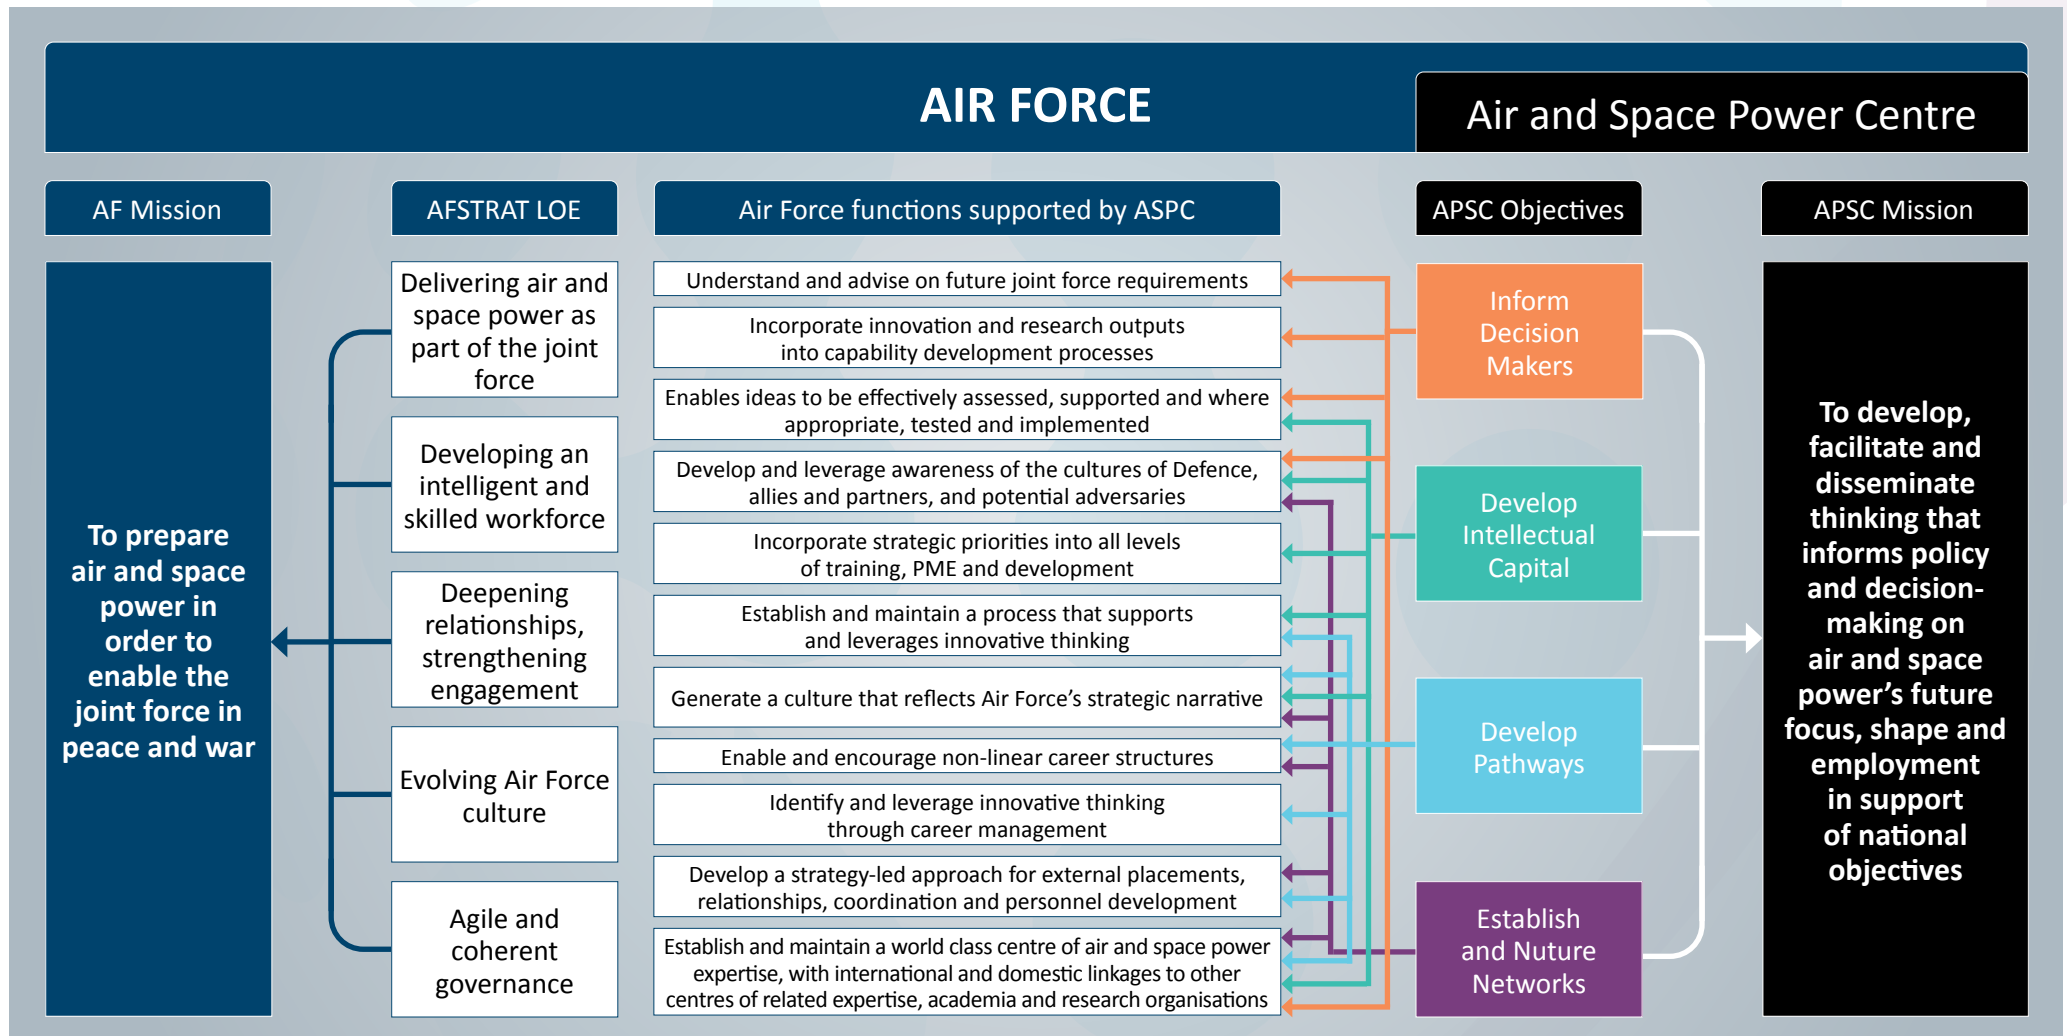 AIR FORCE
Air and Space Power Centre
AF Mission
AFSTRAT LOE
Air Force functions supported by ASPC
APSC Objectives
APSC Mission
To prepare
air and space
power in
order to
enable the
joint force in
peace and war
Delivering air and
space power as
part of the joint
force
Developing an
intelligent and
skilled workforce
Deepening
relationships,
strengthening
engagement
Evolving Air Force
culture
Agile and
coherent
governance
Understand and advise on future joint force requirements
Incorporate innovation and research outputs
into capability development processes
Enables ideas to be effectively assessed, supported and where
appropriate, tested and implemented
Develop and leverage awareness of the cultures of Defence,
allies and partners, and potential adversaries
Incorporate strategic priorities into all levels
of training, PME and development
Establish and maintain a process that supports
and leverages innovative thinking
Generate a culture that reflects Air Force’s strategic narrative
Enable and encourage non-linear career structures
Identify and leverage innovative thinking
through career management
Develop a strategy-led approach for external placements,
relationships, coordination and personnel development
Establish and maintain a world class centre of air and space power
expertise, with international and domestic linkages to other
centres of related expertise, academia and research organisations
Inform
Decision
Makers
Develop
Intellectual
Capital
Develop
Pathways
Establish
and Nuture
Networks
To develop,
facilitate and
disseminate
thinking that
informs policy
and decision-
making on
air and space
power’s future
focus, shape and
employment
in support
of national
objectives